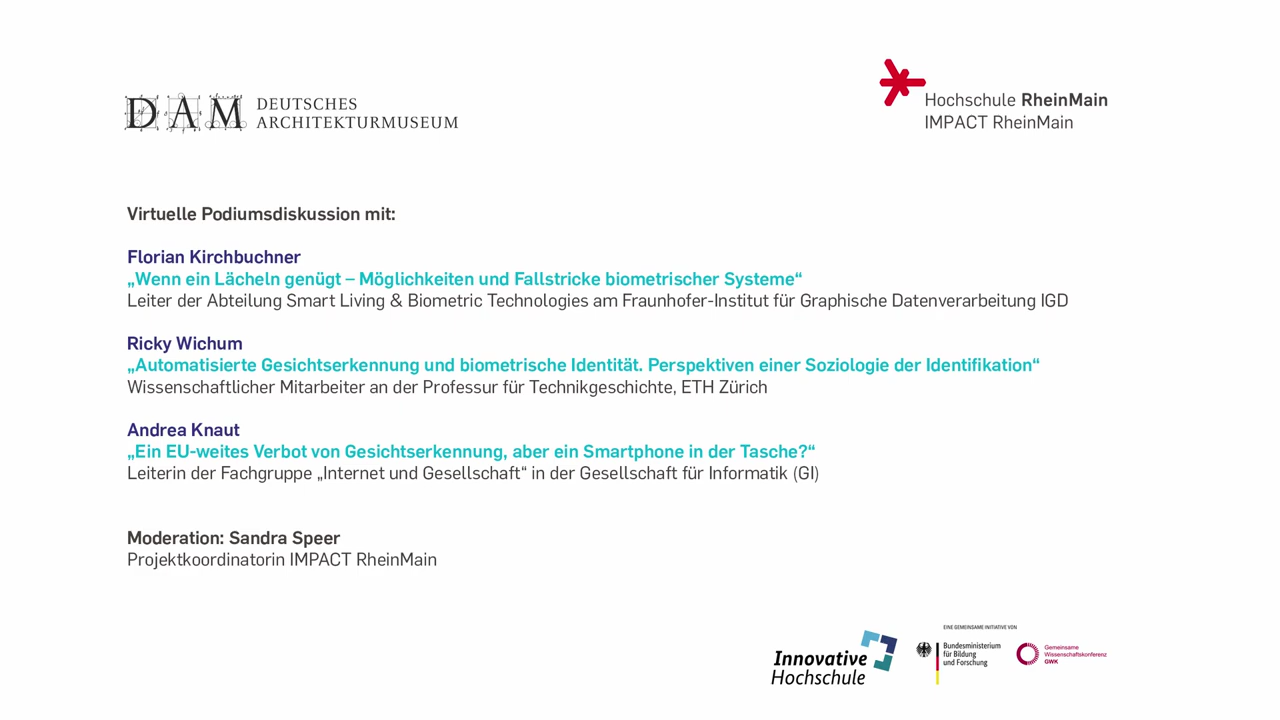 DAM DEUTSCHES
ARCHITEKTURMUSEUM
Hochschule RheinMain
IMPACT RheinMain
Virtuelle Podiumsdiskussion mit:
Florian Kirchbuchner
„Wenn ein Lächeln genügt – Möglichkeiten und Fallstricke biometrischer Systeme“
Leiter der Abteilung Smart Living & Biometric Technologies am Fraunhofer-Institut für Graphische Datenverarbeitung IGD
Ricky Wichum
„Automatisierte Gesichtserkennung und biometrische Identität. Perspektiven einer Soziologie der Identifikation“
Wissenschaftlicher Mitarbeiter an der Professur für Technikgeschichte, ETH Zürich
Andrea Knaut
„Ein EU-weites Verbot von Gesichtserkennung, aber ein Smartphone in der Tasche?“
Leiterin der Fachgruppe „Internet und Gesellschaft“ in der Gesellschaft für Informatik (GI)
Moderation: Sandra Speer
Projektkoordinatorin IMPACT RheinMain
Innovative
Hochschule
EINE GEMEINSAME INITIATIVE VON
Bundesministerium
für Bildung
und Forschung
Gemeinsame
Wissenschaftskonferenz
GWK